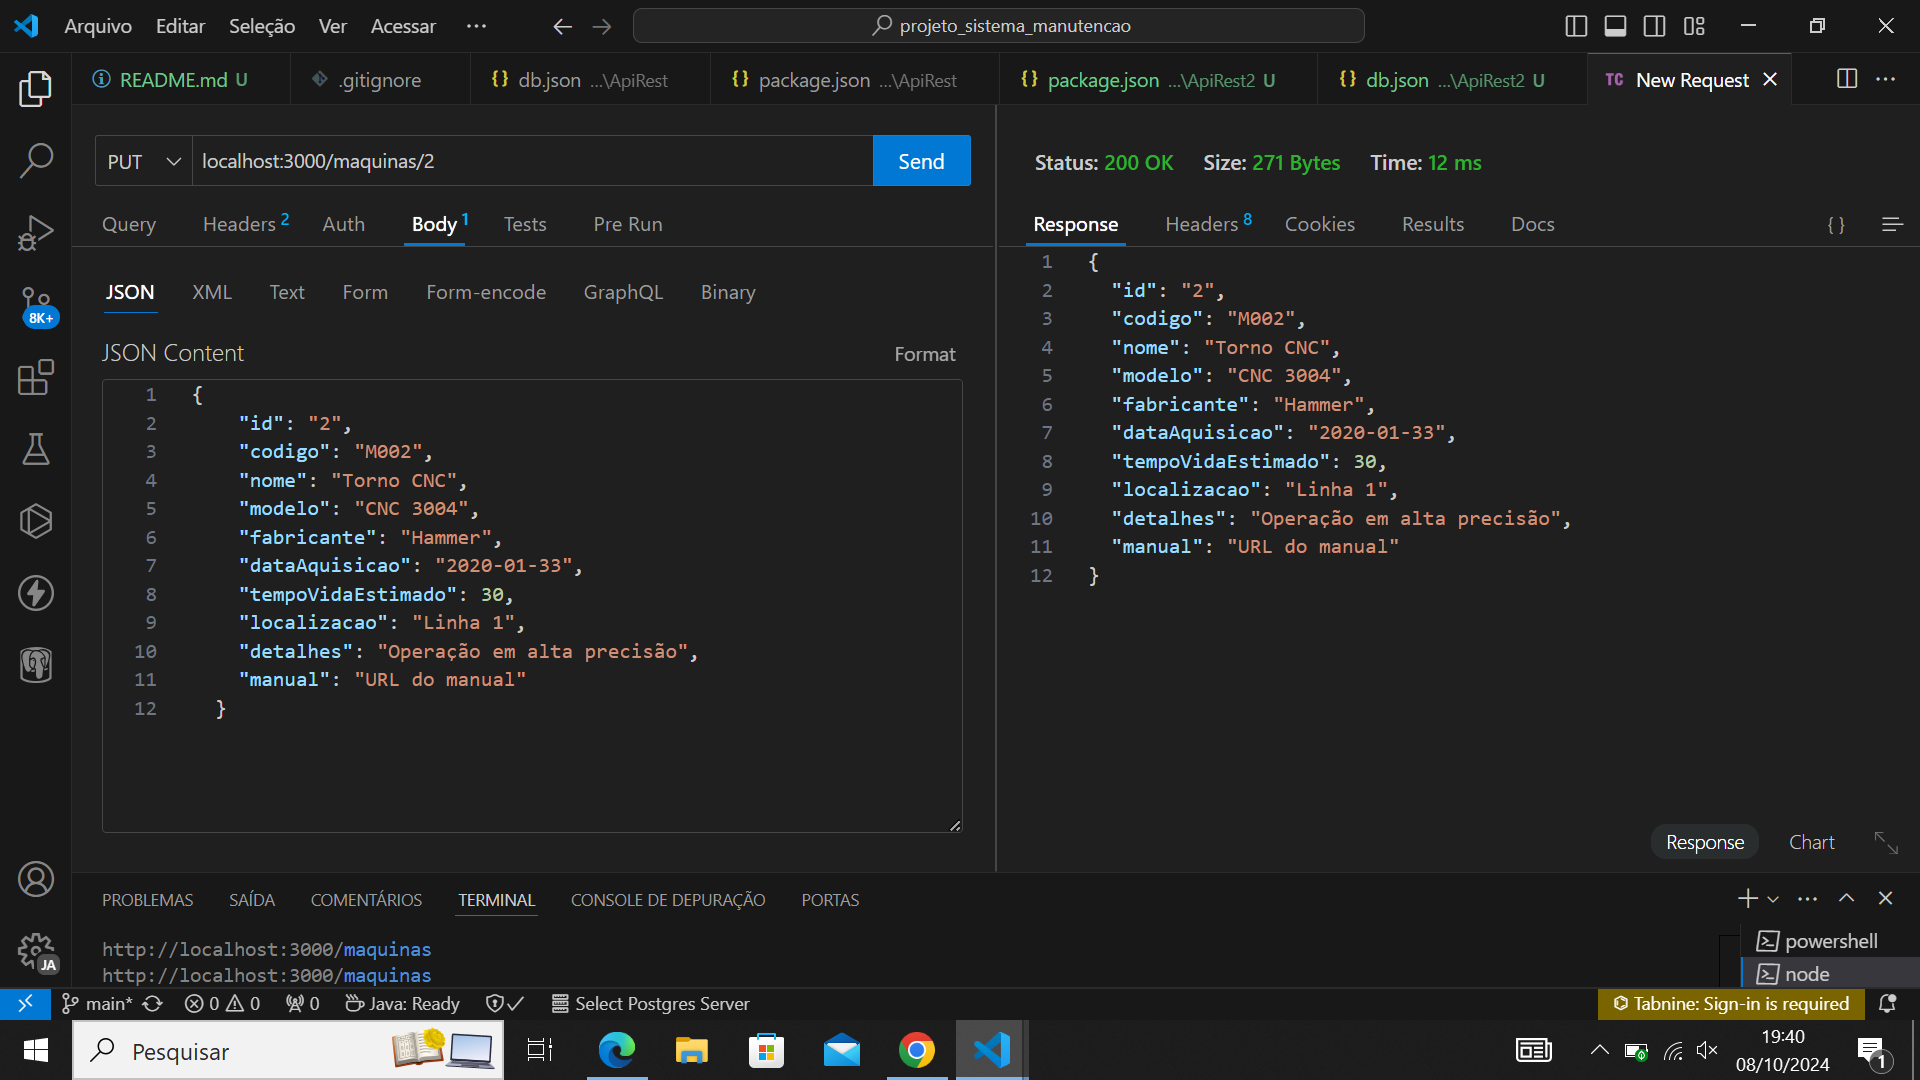 Arquivo Editar Seleção Ver Acessar ··· projeto_sistema_manutencao
README.md U .gitignore db.json ...\ApiRest package.json ...\ApiRest package.json ...\ApiRest2 U db.json ...\ApiRest2 U TC New Request
PUT localhost:3000/maquinas/2 Send
Query Headers 2 Auth Body 1 Tests Pre Run
JSON XML Text Form Form-encode GraphQL Binary
JSON Content Format
1 {
2 "id": "2",
3 "codigo": "M002",
4 "nome": "Torno CNC",
5 "modelo": "CNC 3004",
6 "fabricante": "Hammer",
7 "dataAquisicao": "2020-01-33",
8 "tempoVidaEstimado": 30,
9 "localizacao": "Linha 1",
10 "detalhes": "Operação em alta precisão",
11 "manual": "URL do manual"
12 }
Status: 200 OK Size: 271 Bytes Time: 12 ms
Response Headers 8 Cookies Results Docs { }
1 {
2 "id": "2",
3 "codigo": "M002",
4 "nome": "Torno CNC",
5 "modelo": "CNC 3004",
6 "fabricante": "Hammer",
7 "dataAquisicao": "2020-01-33",
8 "tempoVidaEstimado": 30,
9 "localizacao": "Linha 1",
10 "detalhes": "Operação em alta precisão",
11 "manual": "URL do manual"
12 }
Response Chart
8K+
JA
PROBLEMAS SAÍDA COMENTÁRIOS TERMINAL CONSOLE DE DEPURAÇÃO PORTAS
http://localhost:3000/maquinas
http://localhost:3000/maquinas
powershell
node
main* 0 0 0 Java: Ready Select Postgres Server Tabnine: Sign-in is required
Pesquisar
19:40
08/10/2024
1